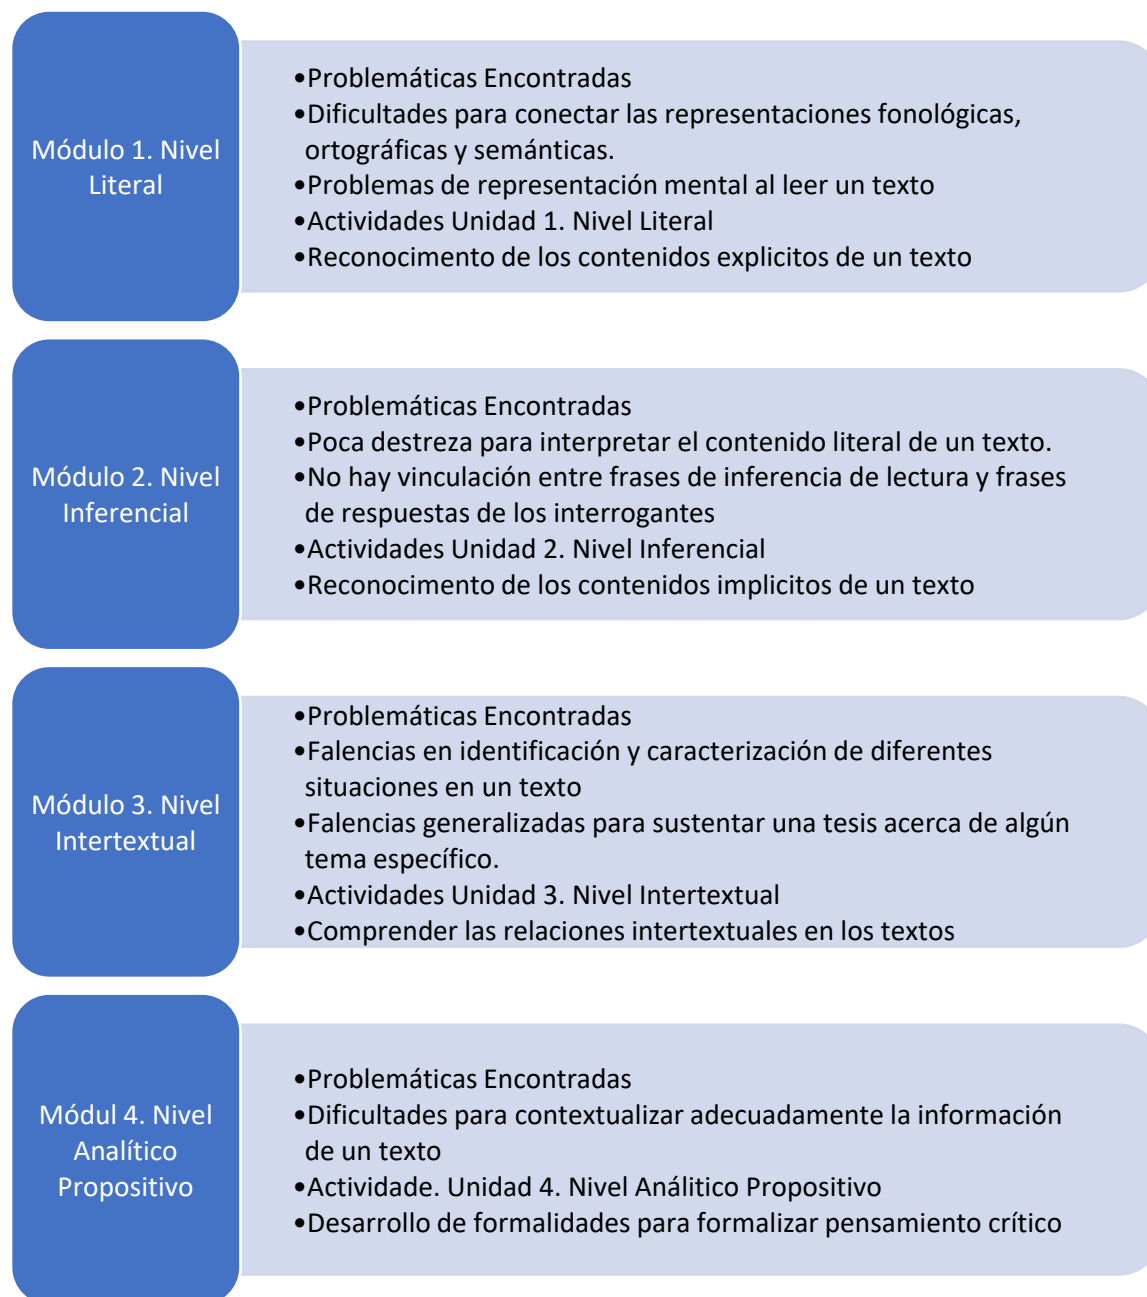 Módulo 1. Nivel
Literal
•Problemáticas Encontradas
•Dificultades para conectar las representaciones fonológicas,
ortográficas y semánticas.
•Problemas de representación mental al leer un texto
•Actividades Unidad 1. Nivel Literal
•Reconocimento de los contenidos explicitos de un texto
Módulo 2. Nivel
Inferencial
•Problemáticas Encontradas
•Poca destreza para interpretar el contenido literal de un texto.
•No hay vinculación entre frases de inferencia de lectura y frases
de respuestas de los interrogantes
•Actividades Unidad 2. Nivel Inferencial
•Reconocimento de los contenidos implicitos de un texto
Módulo 3. Nivel
Intertextual
•Problemáticas Encontradas
•Falencias en identificación y caracterización de diferentes
situaciones en un texto
•Falencias generalizadas para sustentar una tesis acerca de algún
tema específico.
•Actividades Unidad 3. Nivel Intertextual
•Comprender las relaciones intertextuales en los textos
Módul 4. Nivel
Analítico
Propositivo
•Problemáticas Encontradas
•Dificultades para contextualizar adecuadamente la información
de un texto
•Actividade. Unidad 4. Nivel Análitico Propositivo
•Desarrollo de formalidades para formalizar pensamiento crítico